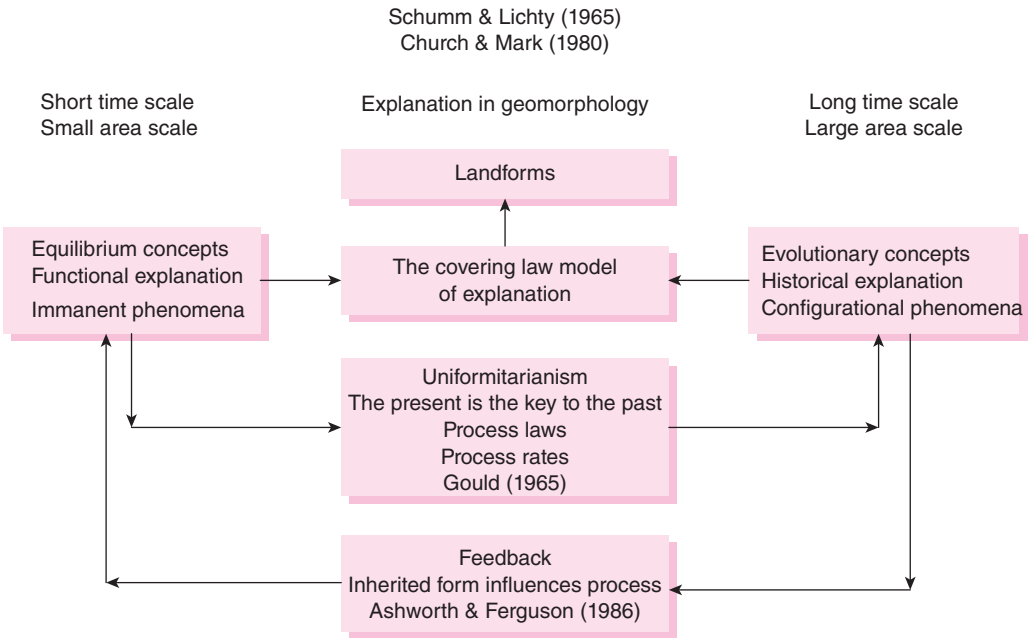 Schumm & Lichty (1965)
Church & Mark (1980)
Short time scale
Small area scale
Explanation in geomorphology
Long time scale
Large area scale
Landforms
Equilibrium concepts
Functional explanation
Immanent phenomena
The covering law model
of explanation
Evolutionary concepts
Historical explanation
Configurational phenomena
Uniformitarianism
The present is the key to the past
Process laws
Process rates
Gould (1965)
Feedback
Inherited form influences process
Ashworth & Ferguson (1986)